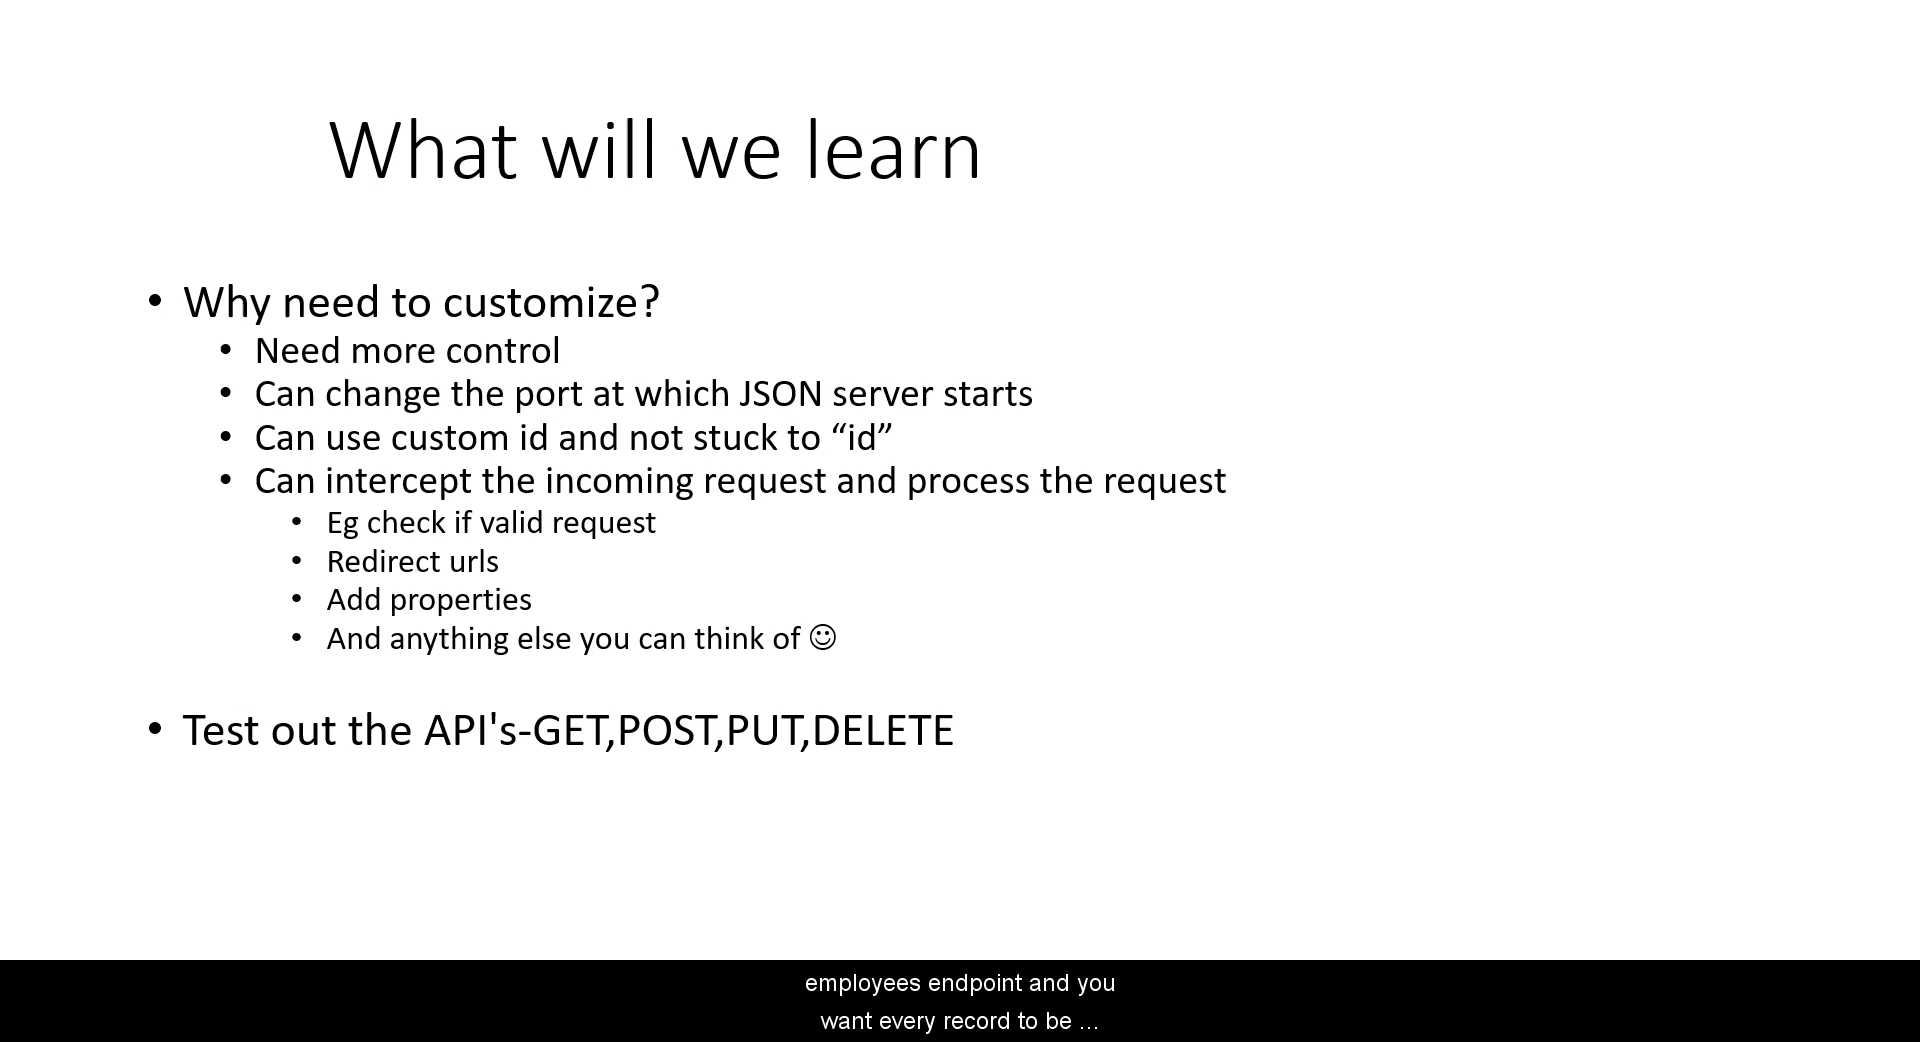 What will we learn
• Why need to customize?
• Need more control
• Can change the port at which JSON server starts
• Can use custom id and not stuck to “id”
• Can intercept the incoming request and process the request
• Eg check if valid request
• Redirect urls
• Add properties
• And anything else you can think of ☺
• Test out the API's-GET,POST,PUT,DELETE
employees endpoint and you
want every record to be ...